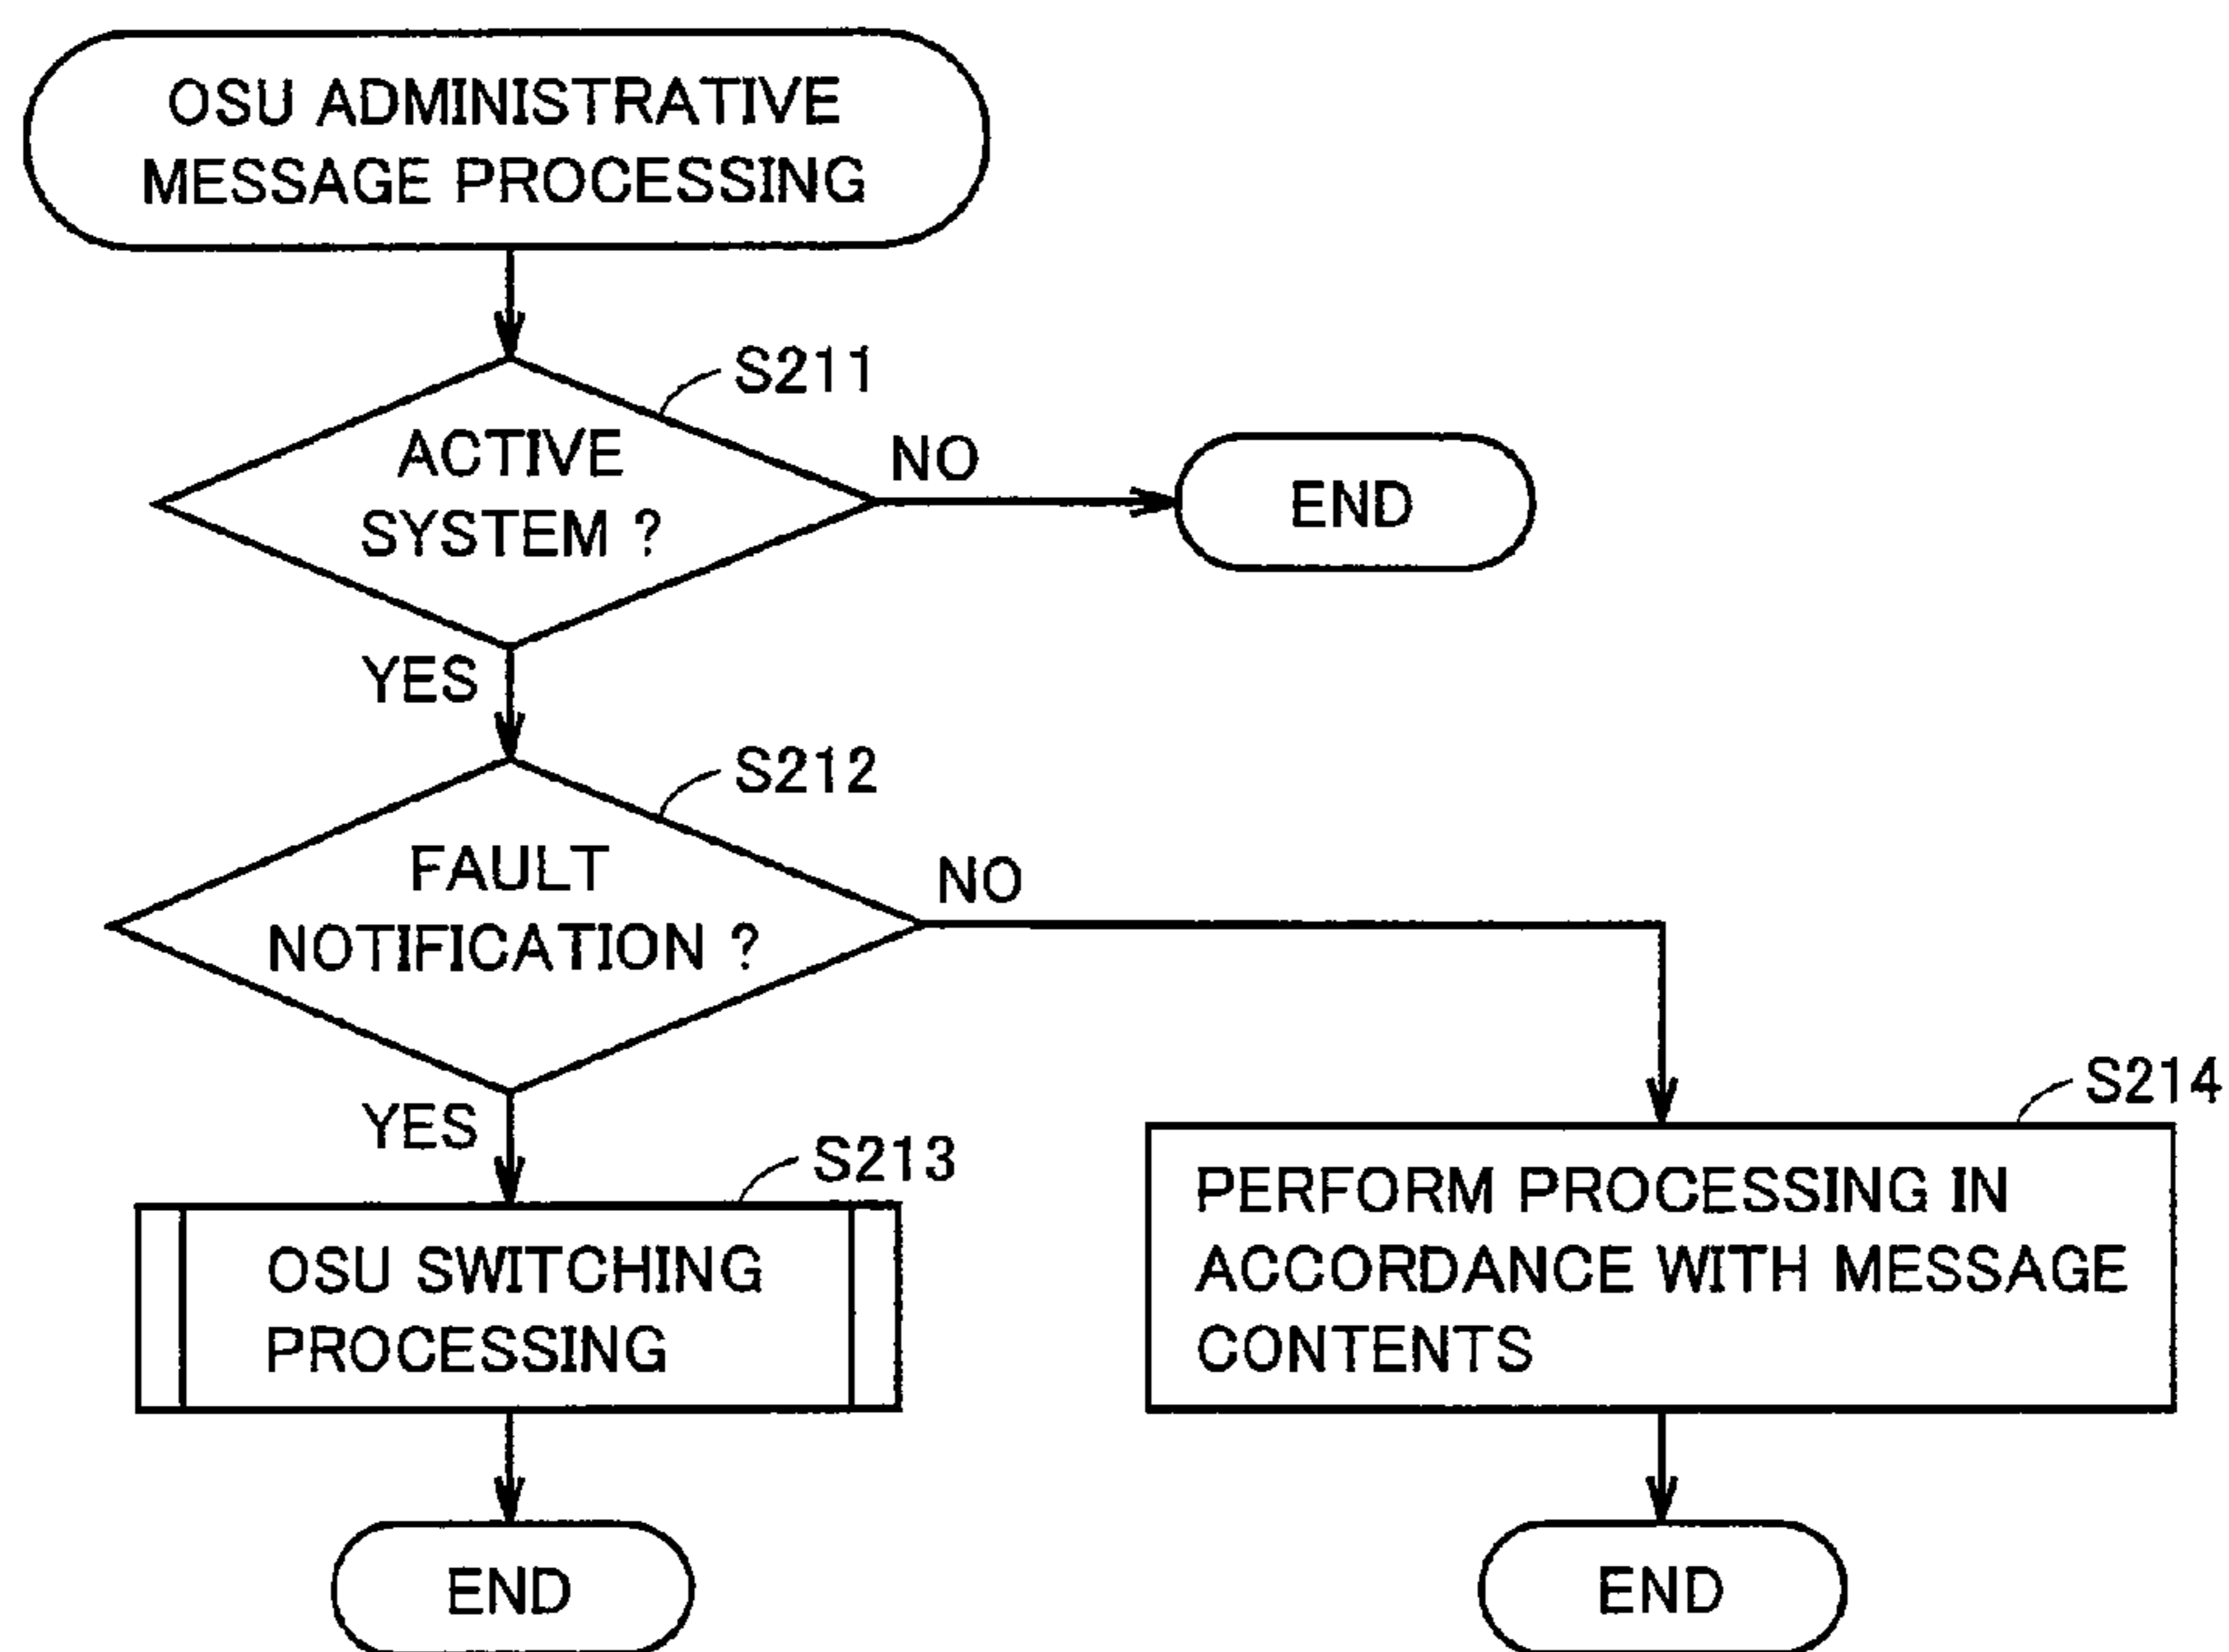 OSU ADMINISTRATIVE
MESSAGE PROCESSING
S211
ACTIVE
SYSTEM ?
NO
END
YES
S212
FAULT
NOTIFICATION ?
NO
YES
S213
OSU SWITCHING
PROCESSING
END
S214
PERFORM PROCESSING IN
ACCORDANCE WITH MESSAGE
CONTENTS
END